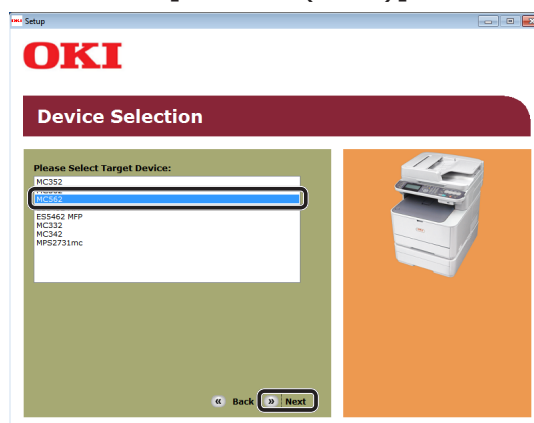 Setup
OKI
Device Selection
Please Select Target Device:
MC352
MC562
ES5462 MFP
MC332
MC342
MPS2731mc
« Back » Next